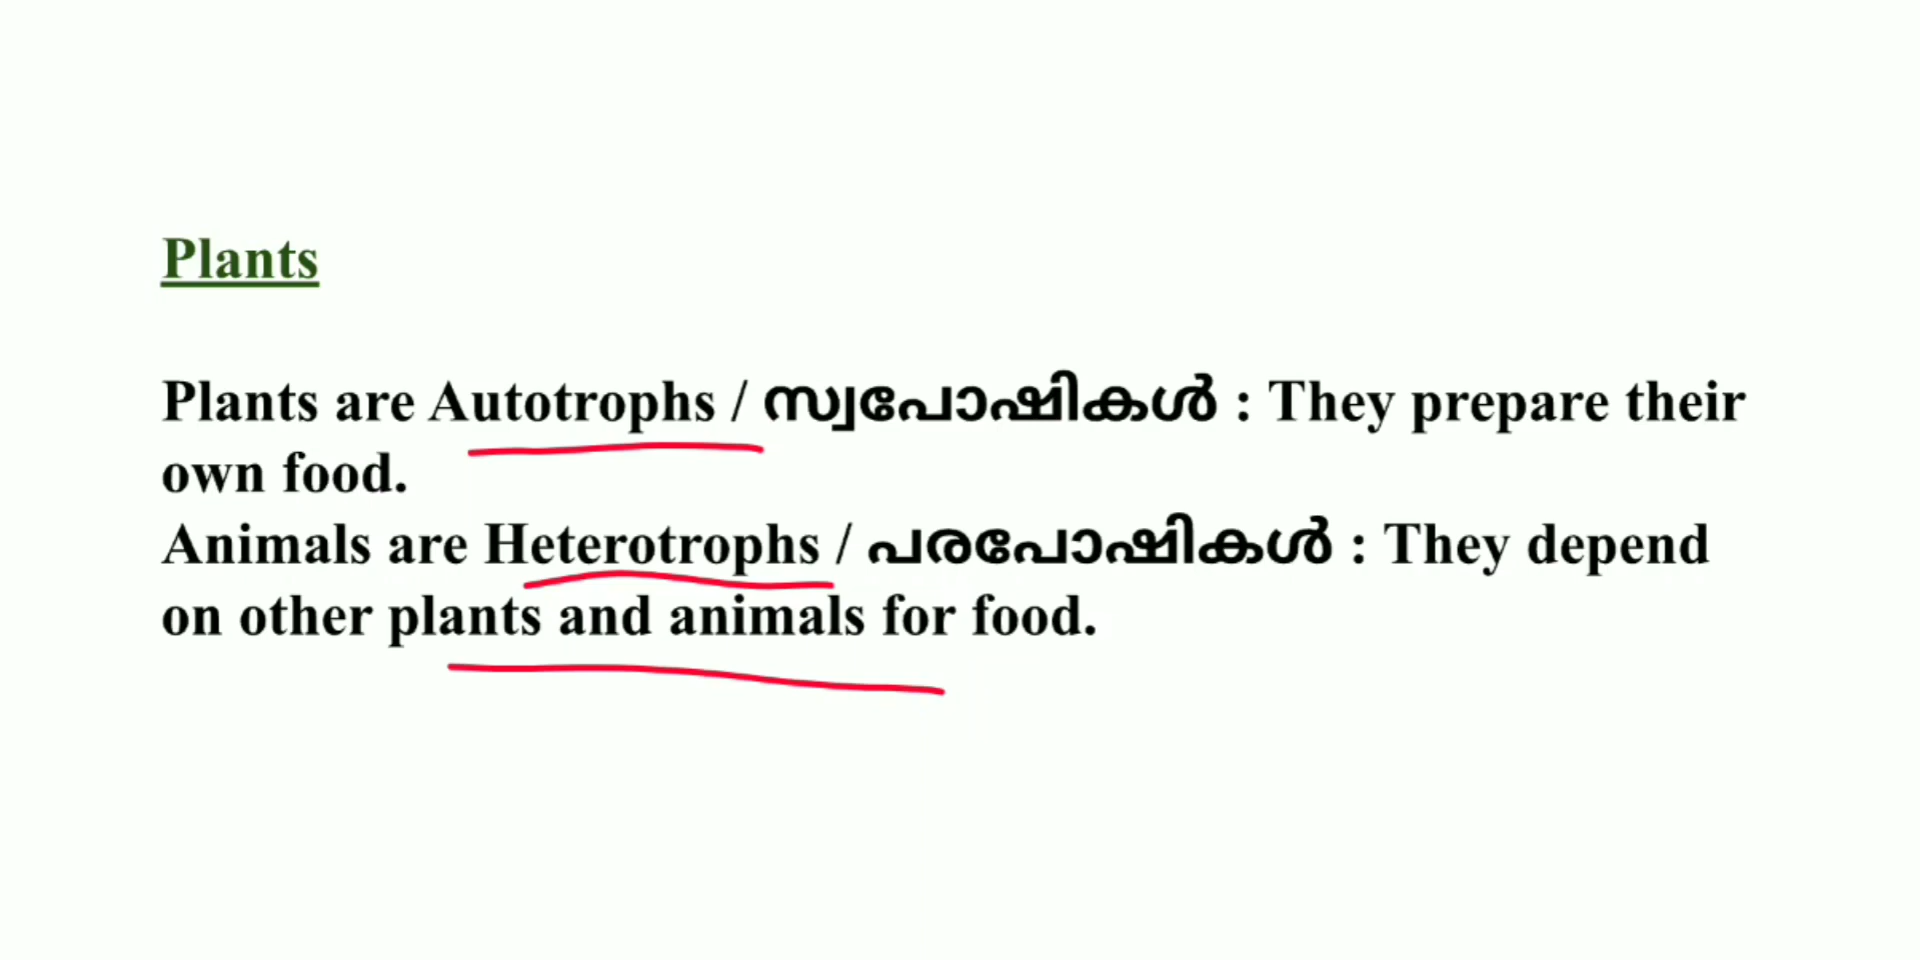 Plants
Plants are Autotrophs / സ്വപോഷികൾ : They prepare their
own food.
Animals are Heterotrophs / പരപോഷികൾ : They depend
on other plants and animals for food.